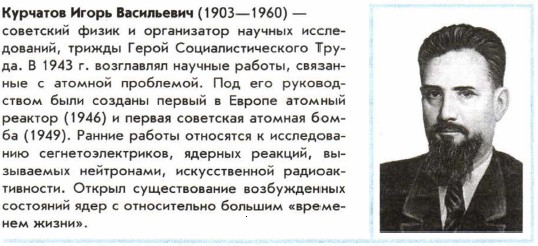 Курчатов Игорь Васильевич (1903—1960) —
советский физик и организатор научных иссле-
дований, трижды Герой Социалистического Тру-
да. В 1943 г. возглавлял научные работы, связан-
ные с атомной проблемой. Под его руковод-
ством были созданы первый в Европе атомный
реактор (1946) и первая советская атомная бом-
ба (1949). Ранние работы относятся к исследова-
нию сегнетоэлектриков, ядерных реакций, вы-
зываемых нейтронами, искусственной радиоак-
тивности. Открыл существование возбужденных
состояний ядер с относительно большим «време-
нем жизни».